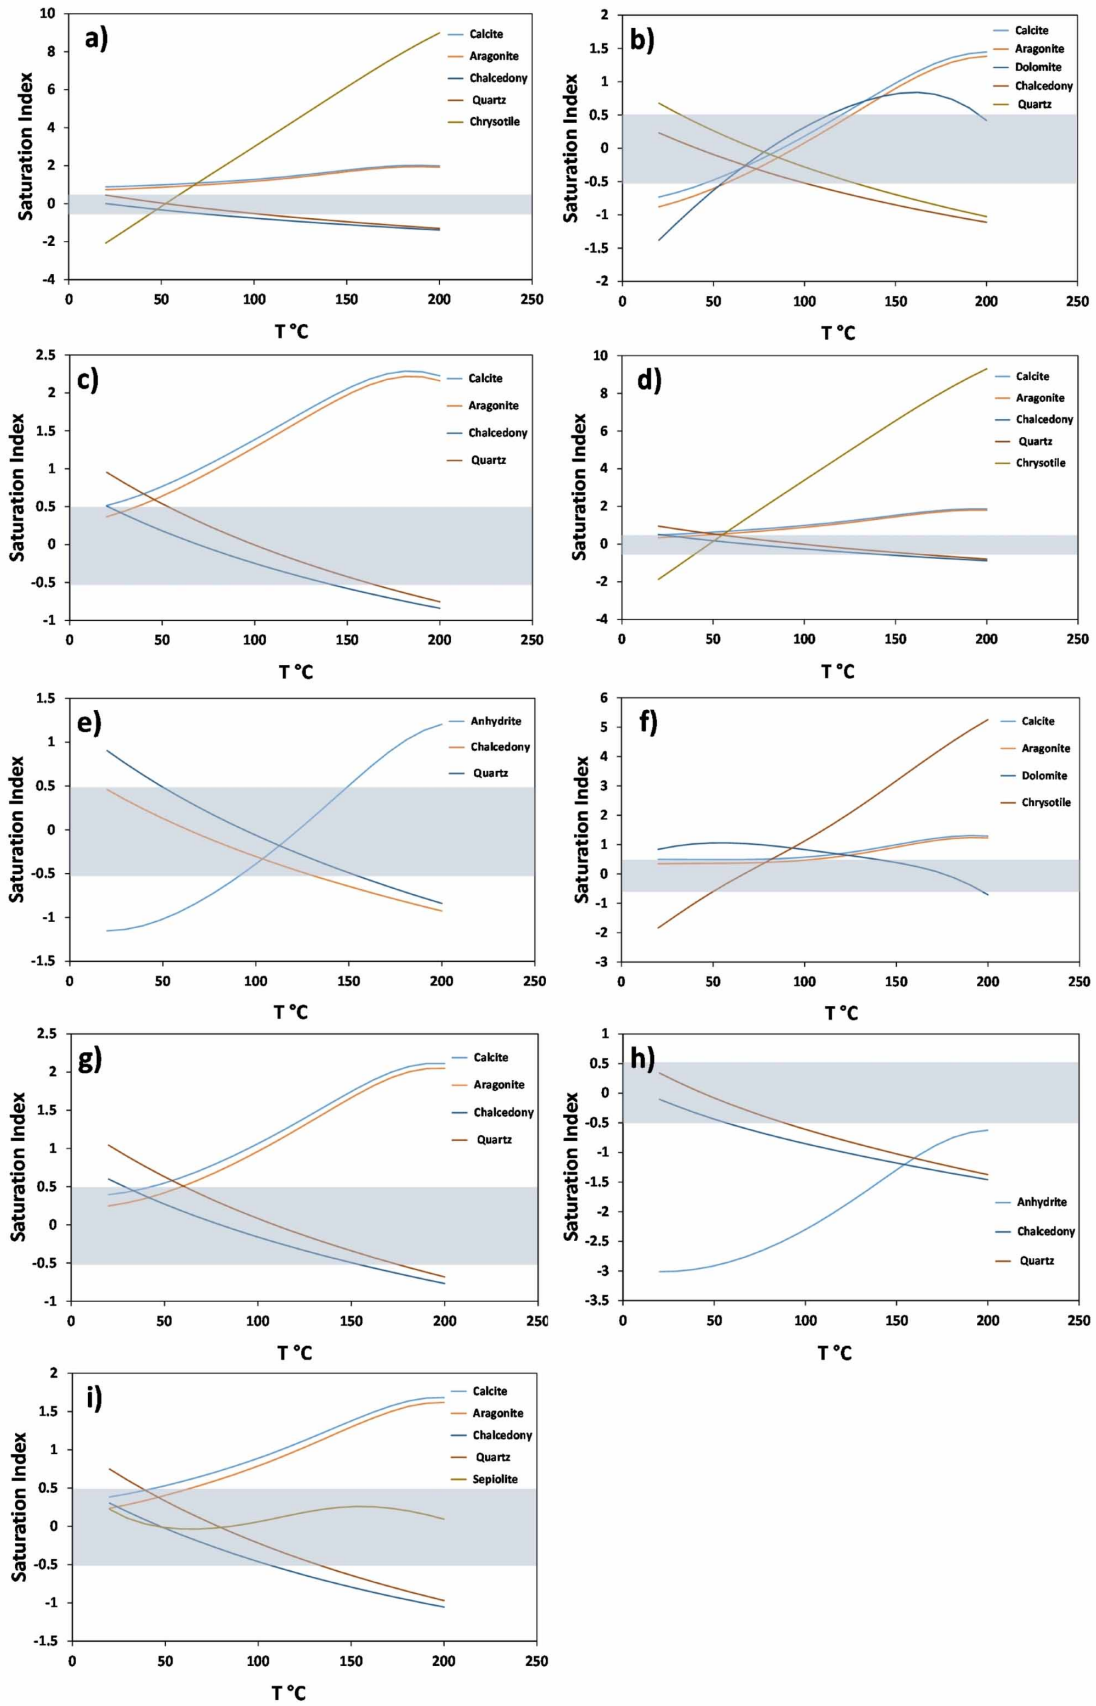 a)
Saturation Index
10
8
6
4
2
0
-2
-4
0 50 100 150 200 250
T °C
Calcite
Aragonite
Chalcedony
Quartz
Chrysotile
b)
Saturation Index
2
1.5
1
0.5
0
-0.5
-1
-1.5
-2
0 50 100 150 200 250
T °C
Calcite
Aragonite
Dolomite
Chalcedony
Quartz
c)
Saturation Index
2.5
2
1.5
1
0.5
0
-0.5
-1
0 50 100 150 200 250
T °C
Calcite
Aragonite
Chalcedony
Quartz
d)
Saturation Index
10
8
6
4
2
0
-2
-4
0 50 100 150 200 250
T °C
Calcite
Aragonite
Chalcedony
Quartz
Chrysotile
e)
Saturation Index
1.5
1
0.5
0
-0.5
-1
-1.5
0 50 100 150 200 250
T °C
Anhydrite
Chalcedony
Quartz
f)
Saturation Index
6
5
4
3
2
1
0
-1
-2
-3
0 50 100 150 200 250
T °C
Calcite
Aragonite
Dolomite
Chrysotile
g)
Saturation Index
2.5
2
1.5
1
0.5
0
-0.5
-1
0 50 100 150 200 250
T °C
Calcite
Aragonite
Chalcedony
Quartz
h)
Saturation Index
1
0.5
0
-0.5
-1
-1.5
-2
-2.5
-3
-3.5
0 50 100 150 200 250
T °C
Anhydrite
Chalcedony
Quartz
i)
Saturation Index
2
1.5
1
0.5
0
-0.5
-1
-1.5
0 50 100 150 200 250
T °C
Calcite
Aragonite
Chalcedony
Quartz
Sepiolite